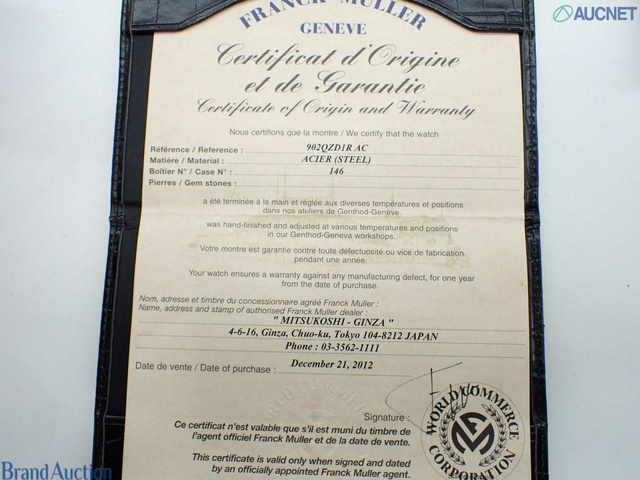 FRANCK MULLER
GENEVE
AUCNET
Certificat d'Origine
et de Garantie
Certificate of Origin and Warranty
Nous certifions que la montre / We certify that the watch
Référence / Reference : 902QZD1R AC
Matière / Material : ACIER (STEEL)
Boîtier N° / Case N° : 146
Pierres / Gem stones :
a été terminée à la main et réglée aux diverses températures et positions
dans nos ateliers de Genthod-Genève.
was hand-finished and adjusted at various temperatures and positions
in our Genthod-Geneva workshops.
Votre montre est garantie contre toute défectuosité ou vice de fabrication
pendant une année.
Your watch ensures a warranty against any manufacturing defect, for one year
from the date of purchase.
Nom, adresse et timbre du concessionnaire agréé Franck Muller :
Name, address and stamp of authorised Franck Muller dealer :
" MITSUKOSHI - GINZA "
4-6-16, Ginza, Chuo-ku, Tokyo 104-8212 JAPAN
Phone : 03-3562-1111
Date de vente / Date of purchase : December 21, 2012
Signature :
WORLD COMMERCE
CORPORATION
Ce certificat n'est valable que s'il est muni du timbre de
l'agent officiel Franck Muller et de la date de vente.
This certificate is valid only when signed and dated
by an officially appointed Franck Muller agent.
Brand Auction